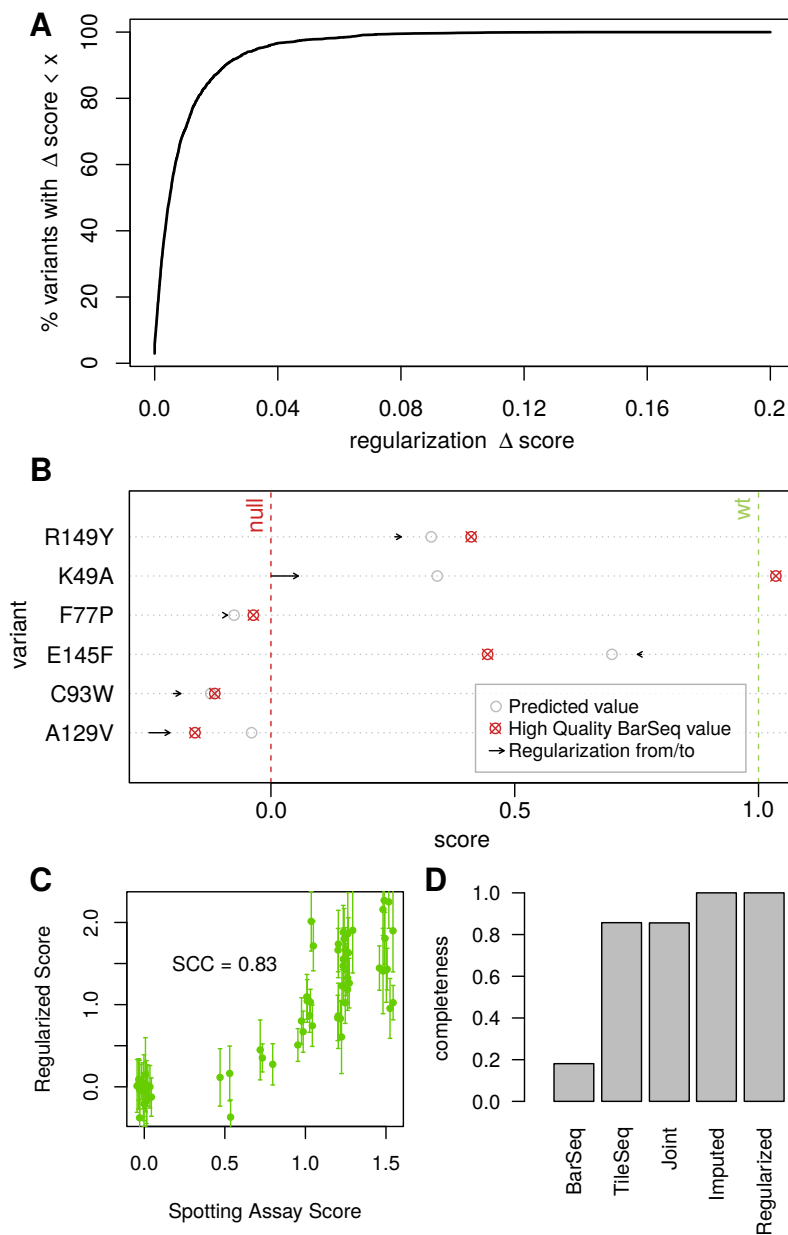 A
% variants with Δ score < x
0
20
40
60
80
100
0.0
0.04
0.08
0.12
0.16
0.2
regularization Δ score
B
null
wt
variant
R149Y
K49A
F77P
E145F
C93W
A129V
Predicted value
High Quality BarSeq value
Regularization from/to
0.0
0.5
1.0
score
C
SCC = 0.83
Regularized Score
0.0
1.0
2.0
0.0
0.5
1.0
1.5
Spotting Assay Score
D
completeness
0.0
0.2
0.4
0.6
0.8
1.0
BarSeq
TileSeq
Joint
Imputed
Regularized